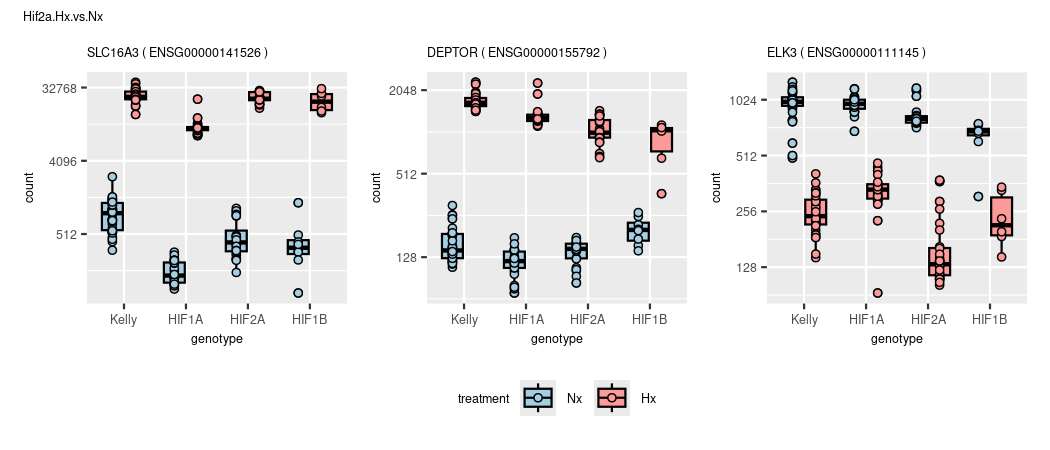 Hif2a.Hx.vs.Nx
SLC16A3 ( ENSG00000141526 )
32768
4096
512
count
Kelly HIF1A HIF2A HIF1B
genotype
DEPTOR ( ENSG00000155792 )
2048
512
128
count
Kelly HIF1A HIF2A HIF1B
genotype
ELK3 ( ENSG00000111145 )
1024
512
256
128
count
Kelly HIF1A HIF2A HIF1B
genotype
treatment Nx Hx